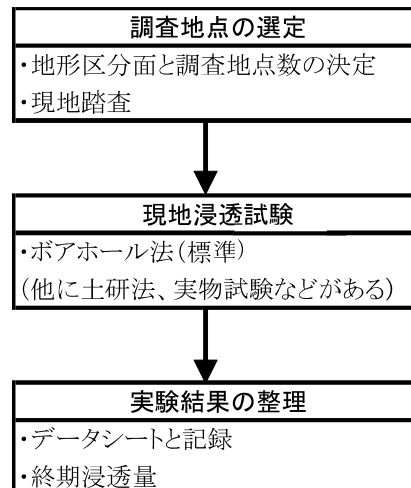 調査地点の選定
・地形区分面と調査地点数の決定
・現地踏査
現地浸透試験
・ボアホール法(標準)
(他に土研法、実物試験などがある)
実験結果の整理
・データシートと記録
・終期浸透量